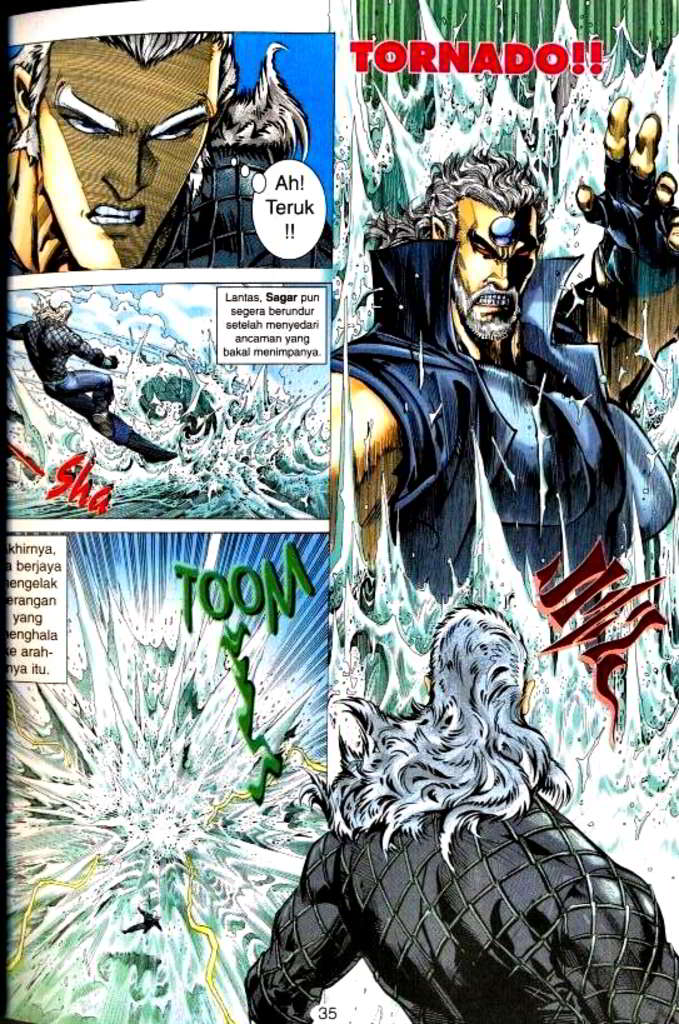 Ah!
Teruk
!!
Lantas, Sagar pun
segera berundur
setelah menyedari
ancaman yang
bakal menimpanya.
Sha
khirnya,
a berjaya
engelak
erangan
yang
enghala
ke arah-
nya itu.
TOOM
TORNADO!!
35